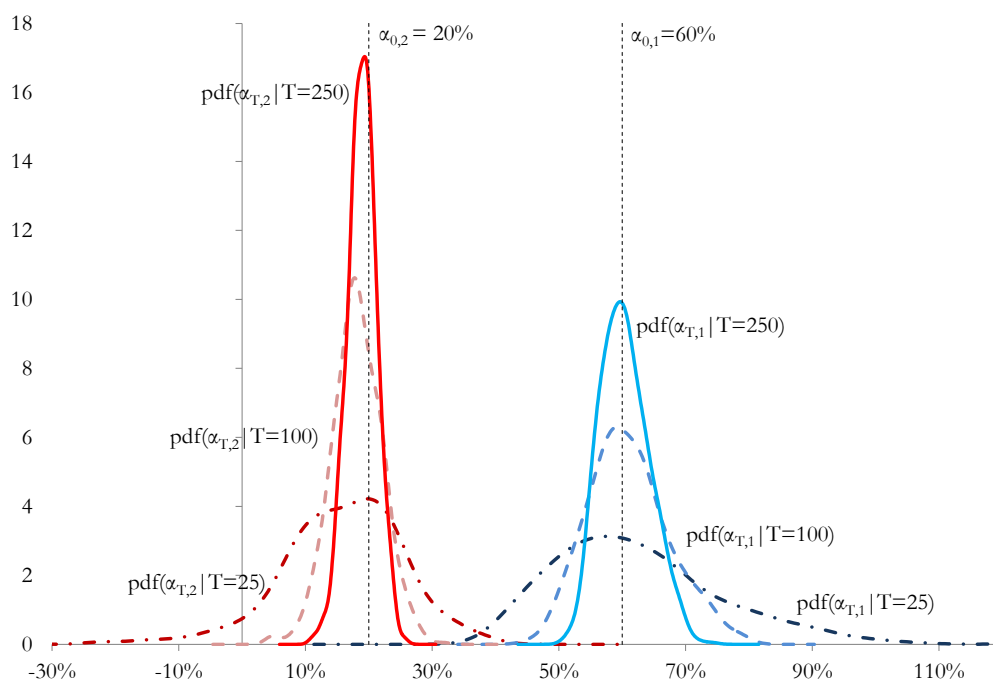 18
α0,2 = 20%
α0,1=60%
16
pdf(αT,2|T=250)
14
12
10
pdf(αT,1|T=250)
8
6
pdf(αT,2|T=100)
4
pdf(αT,1|T=100)
2
pdf(αT,2|T=25)
pdf(αT,1|T=25)
0
-30% -10% 10% 30% 50% 70% 90% 110%